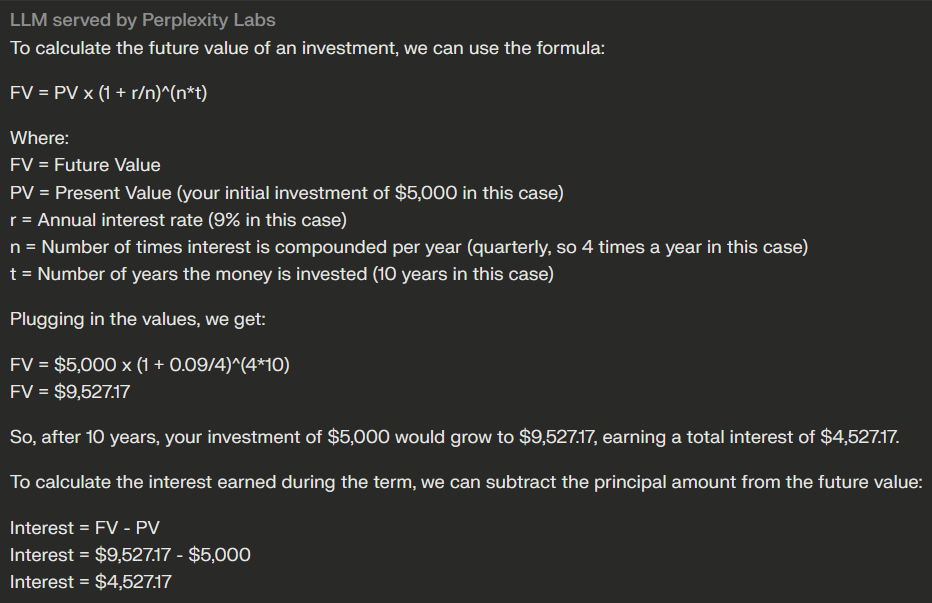 LLM served by Perplexity Labs
To calculate the future value of an investment, we can use the formula:
FV = PV x (1 + r/n)^(n*t)
Where:
FV = Future Value
PV = Present Value (your initial investment of $5,000 in this case)
r = Annual interest rate (9% in this case)
n = Number of times interest is compounded per year (quarterly, so 4 times a year in this case)
t = Number of years the money is invested (10 years in this case)
Plugging in the values, we get:
FV = $5,000 x (1 + 0.09/4)^(4*10)
FV = $9,527.17
So, after 10 years, your investment of $5,000 would grow to $9,527.17, earning a total interest of $4,527.17.
To calculate the interest earned during the term, we can subtract the principal amount from the future value:
Interest = FV - PV
Interest = $9,527.17 - $5,000
Interest = $4,527.17